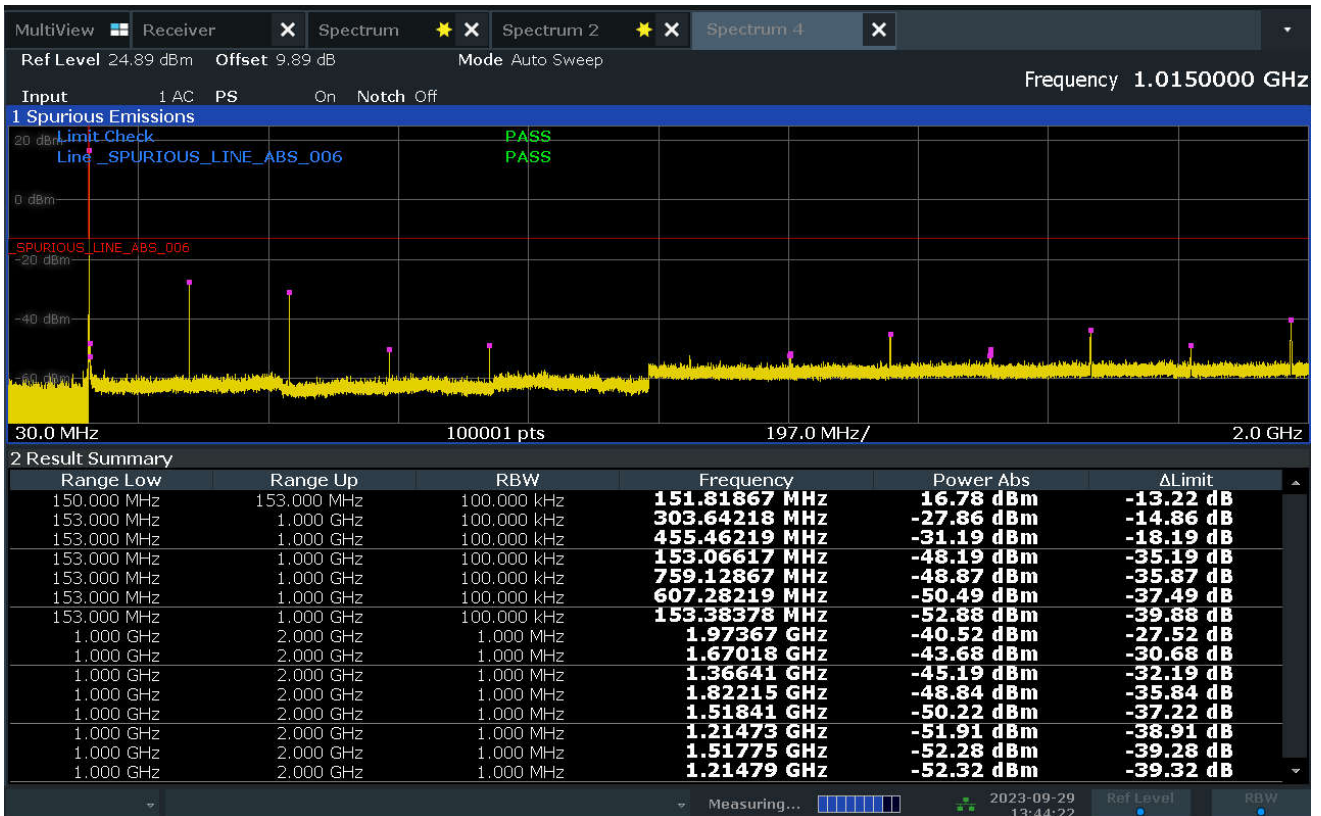 MultiView Receiver X Spectrum X Spectrum 2 X Spectrum 4 X
Ref Level 24.89 dBm Offset 9.89 dB Mode Auto Sweep
Frequency 1.0150000 GHz
Input 1 AC PS On Notch Off
1 Spurious Emissions
20 dBm Limit Check PASS
Line _SPURIOUS_LINE_ABS_006 PASS
0 dBm
_SPURIOUS_LINE_ABS_006
-20 dBm
-40 dBm
-60 dBm
30.0 MHz 100001 pts 197.0 MHz/ 2.0 GHz
2 Result Summary
Range Low Range Up RBW Frequency Power Abs ΔLimit
150.000 MHz 153.000 MHz 100.000 kHz 151.81867 MHz 16.78 dBm -13.22 dB
153.000 MHz 1.000 GHz 100.000 kHz 303.64218 MHz -27.86 dBm -14.86 dB
153.000 MHz 1.000 GHz 100.000 kHz 455.46219 MHz -31.19 dBm -18.19 dB
153.000 MHz 1.000 GHz 100.000 kHz 153.06617 MHz -48.19 dBm -35.19 dB
153.000 MHz 1.000 GHz 100.000 kHz 759.12867 MHz -48.87 dBm -35.87 dB
153.000 MHz 1.000 GHz 100.000 kHz 607.28219 MHz -50.49 dBm -37.49 dB
153.000 MHz 1.000 GHz 100.000 kHz 153.38378 MHz -52.88 dBm -39.88 dB
1.000 GHz 2.000 GHz 1.000 MHz 1.97367 GHz -40.52 dBm -27.52 dB
1.000 GHz 2.000 GHz 1.000 MHz 1.67018 GHz -43.68 dBm -30.68 dB
1.000 GHz 2.000 GHz 1.000 MHz 1.36641 GHz -45.19 dBm -32.19 dB
1.000 GHz 2.000 GHz 1.000 MHz 1.82215 GHz -48.84 dBm -35.84 dB
1.000 GHz 2.000 GHz 1.000 MHz 1.51841 GHz -50.22 dBm -37.22 dB
1.000 GHz 2.000 GHz 1.000 MHz 1.21473 GHz -51.91 dBm -38.91 dB
1.000 GHz 2.000 GHz 1.000 MHz 1.51775 GHz -52.28 dBm -39.28 dB
1.000 GHz 2.000 GHz 1.000 MHz 1.21479 GHz -52.32 dBm -39.32 dB
Measuring... 2023-09-29 Ref Level RBW
13:44:22